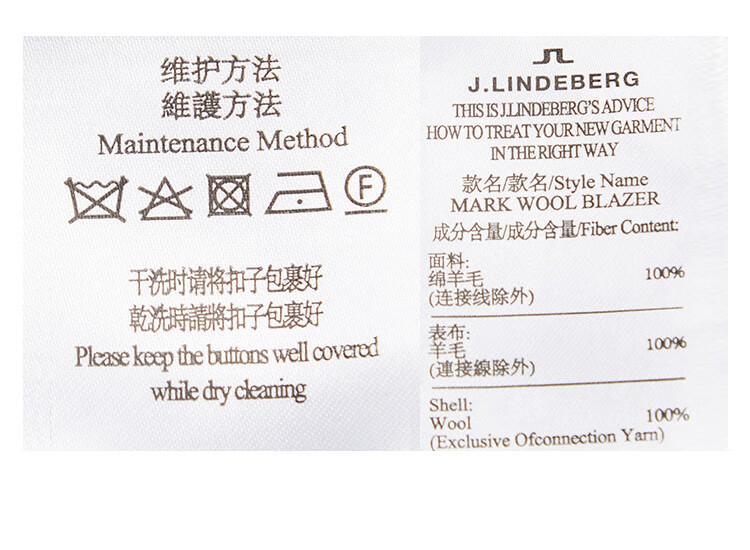 维护方法
維護方法
Maintenance Method
F
干洗时请将扣子包裹好
乾洗時請將扣子包裹好
Please keep the buttons well covered
while dry cleaning
J.LINDEBERG
THIS IS J.LINDEBERG'S ADVICE
HOW TO TREAT YOUR NEW GARMENT
IN THE RIGHT WAY
款名/款名/Style Name
MARK WOOL BLAZER
成分含量/成分含量/Fiber Content:
面料:
绵羊毛 100%
(连接线除外)
表布:
羊毛 100%
(連接線除外)
Shell:
Wool 100%
(Exclusive Ofconnection Yarn)